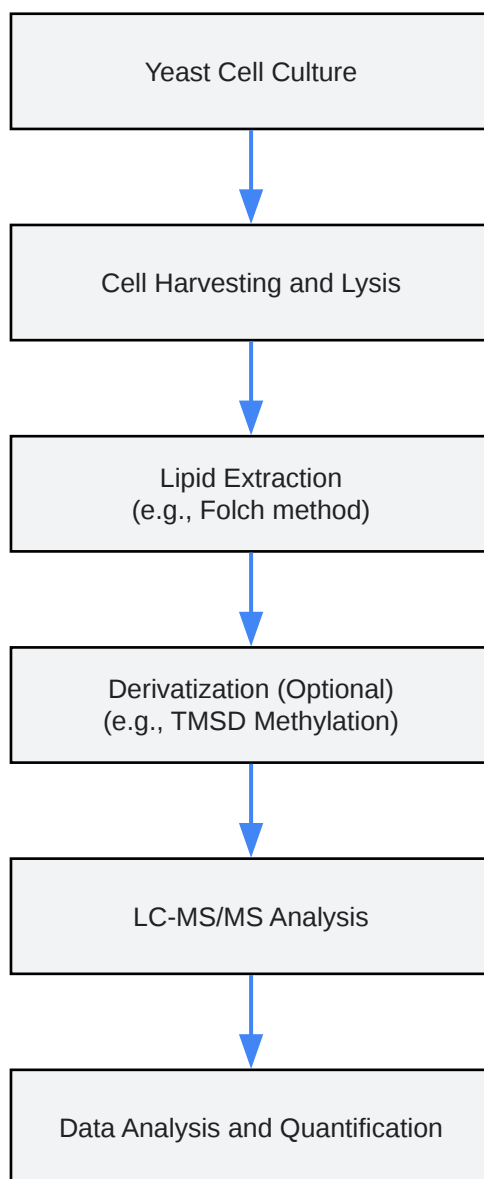 Yeast Cell Culture
Cell Harvesting and Lysis
Lipid Extraction
(e.g., Folch method)
Derivatization (Optional)
(e.g., TMSD Methylation)
LC-MS/MS Analysis
Data Analysis and Quantification